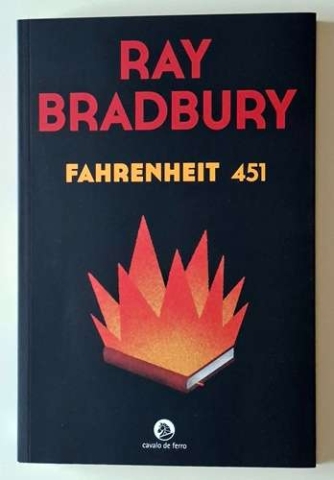 RAY
BRADBURY
FAHRENHEIT 451
cavalo de ferro